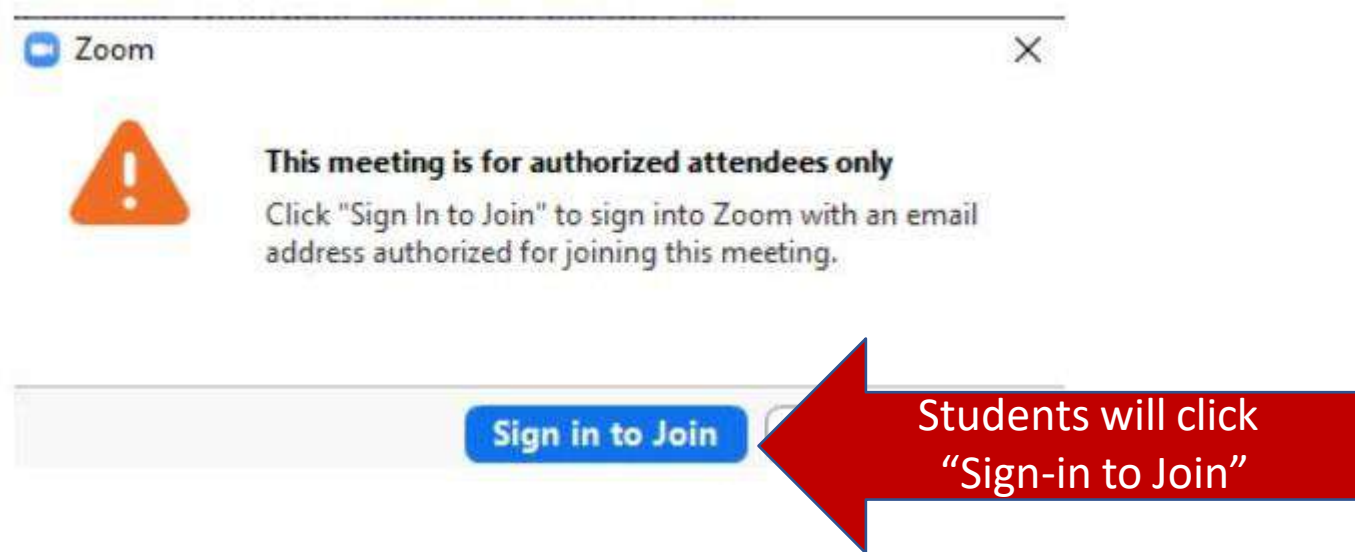 Zoom
This meeting is for authorized attendees only
Click "Sign In to Join" to sign into Zoom with an email
address authorized for joining this meeting.
Sign in to Join
Students will click
“Sign-in to Join”